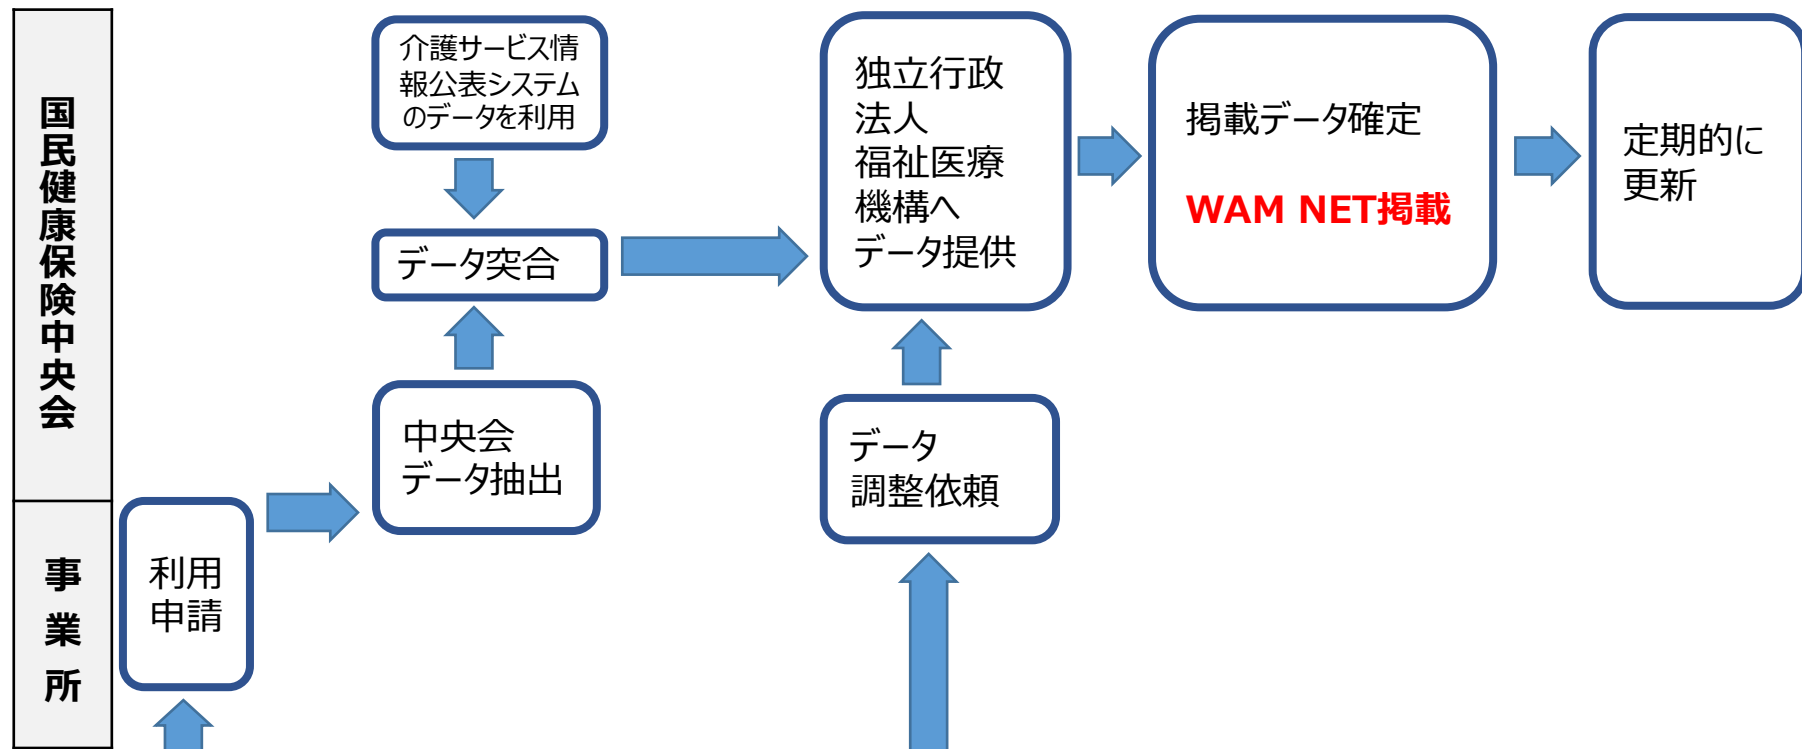 国民健康保険中央会
介護サービス情
報公表システム
のデータを利用
データ突合
中央会
データ抽出
独立行政
法人
福祉医療
機構へ
データ提供
データ
調整依頼
掲載データ確定
WAM NET掲載
定期的に
更新
事業所
利用
申請